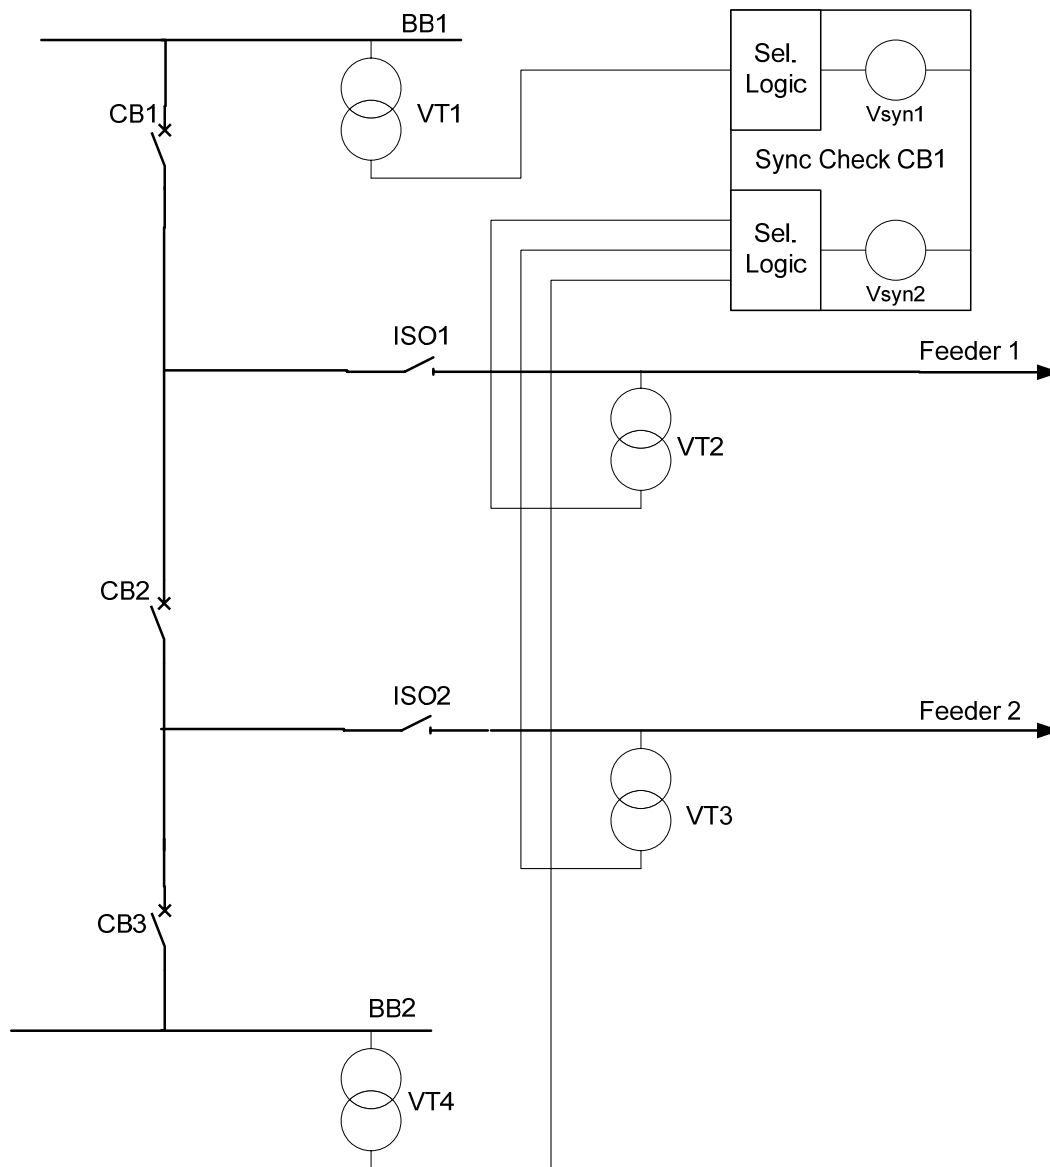 BB1
CB1
VT1
Sel.
Logic
Vsyn1
Sync Check CB1
Sel.
Logic
Vsyn2
ISO1
Feeder 1
VT2
CB2
ISO2
Feeder 2
VT3
CB3
BB2
VT4